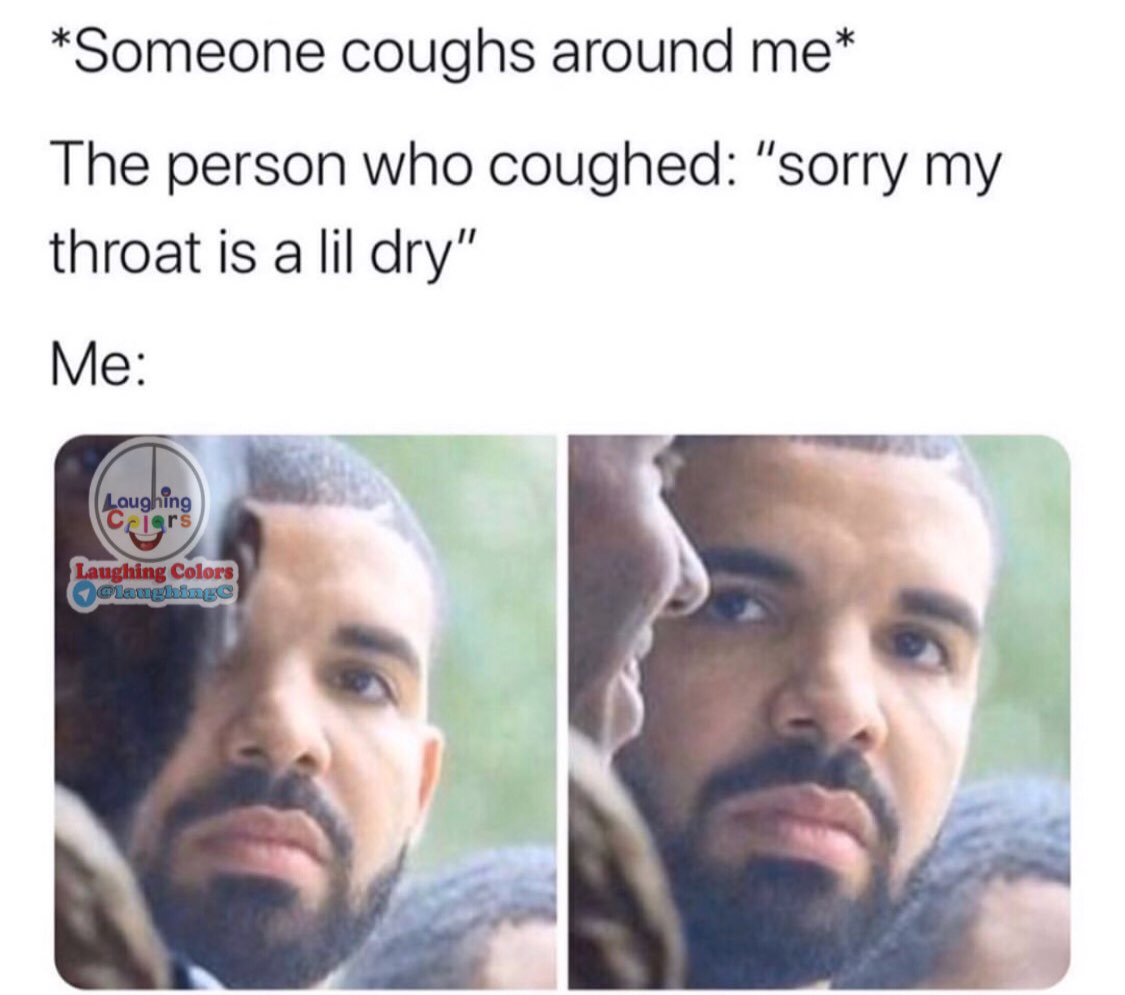 *Someone coughs around me*
The person who coughed: "sorry my
throat is a lil dry"
Me:
Laughing
Colors
Laughing Colors
@laughingC